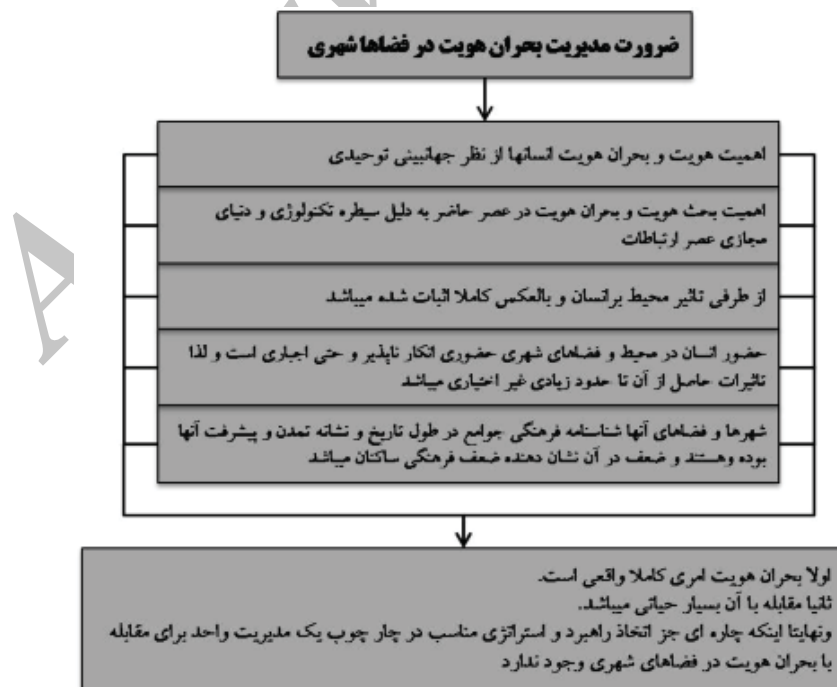 ضرورت مدیریت بحران هویت در فضاها شهری
اهمیت هویت و بحران هویت انسانها از نظر جهانبینی توحیدی
اهمیت بحث هویت و بحران هویت در عصر حاضر به دلیل سیطره تکنولوژی و دنیای
مجازی عصر ارتباطات
از طرفی تاثیر محیط برانسان و بالعکس کاملا اثبات شده میباشد
حضور انسان در محیط و فضاهای شهری حضوری انکار ناپذیر و حتی اجباری است و لذا
تاثیرات حاصل از آن تا حدود زیادی غیر اختیاری میباشد
شهرها و فضاهای آنها شناسنامه فرهنگی جوامع در طول تاریخ و نشانه تمدن و پیشرفت آنها
بوده وهستند و ضعف در آن نشان دهنده ضعف فرهنگی ساکنان میباشد
اولا بحران هویت امری کاملا واقعی است.
ثانیا مقابله با آن بسیار حیاتی میباشد.
ونهایتا اینکه چاره ای جز اتخاذ راهبرد و استراتژی مناسب در چار چوب یک مدیریت واحد برای مقابله
با بحران هویت در فضاهای شهری وجود ندارد